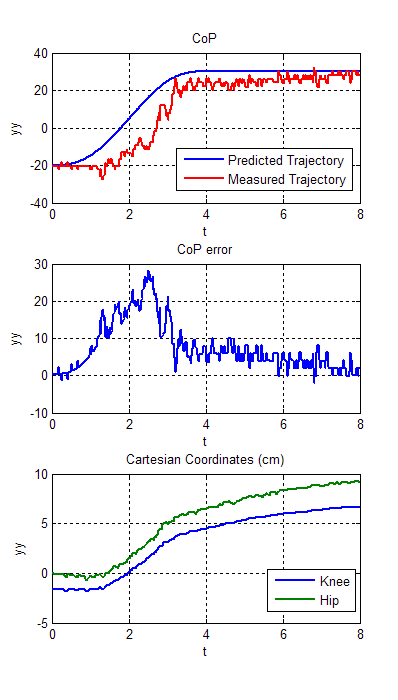 CoP
40
20
0
-20
-40
yy
0 2 4 6 8
t
Predicted Trajectory
Measured Trajectory
CoP error
30
20
10
0
-10
yy
0 2 4 6 8
t
Cartesian Coordinates (cm)
10
5
0
-5
yy
0 2 4 6 8
t
Knee
Hip